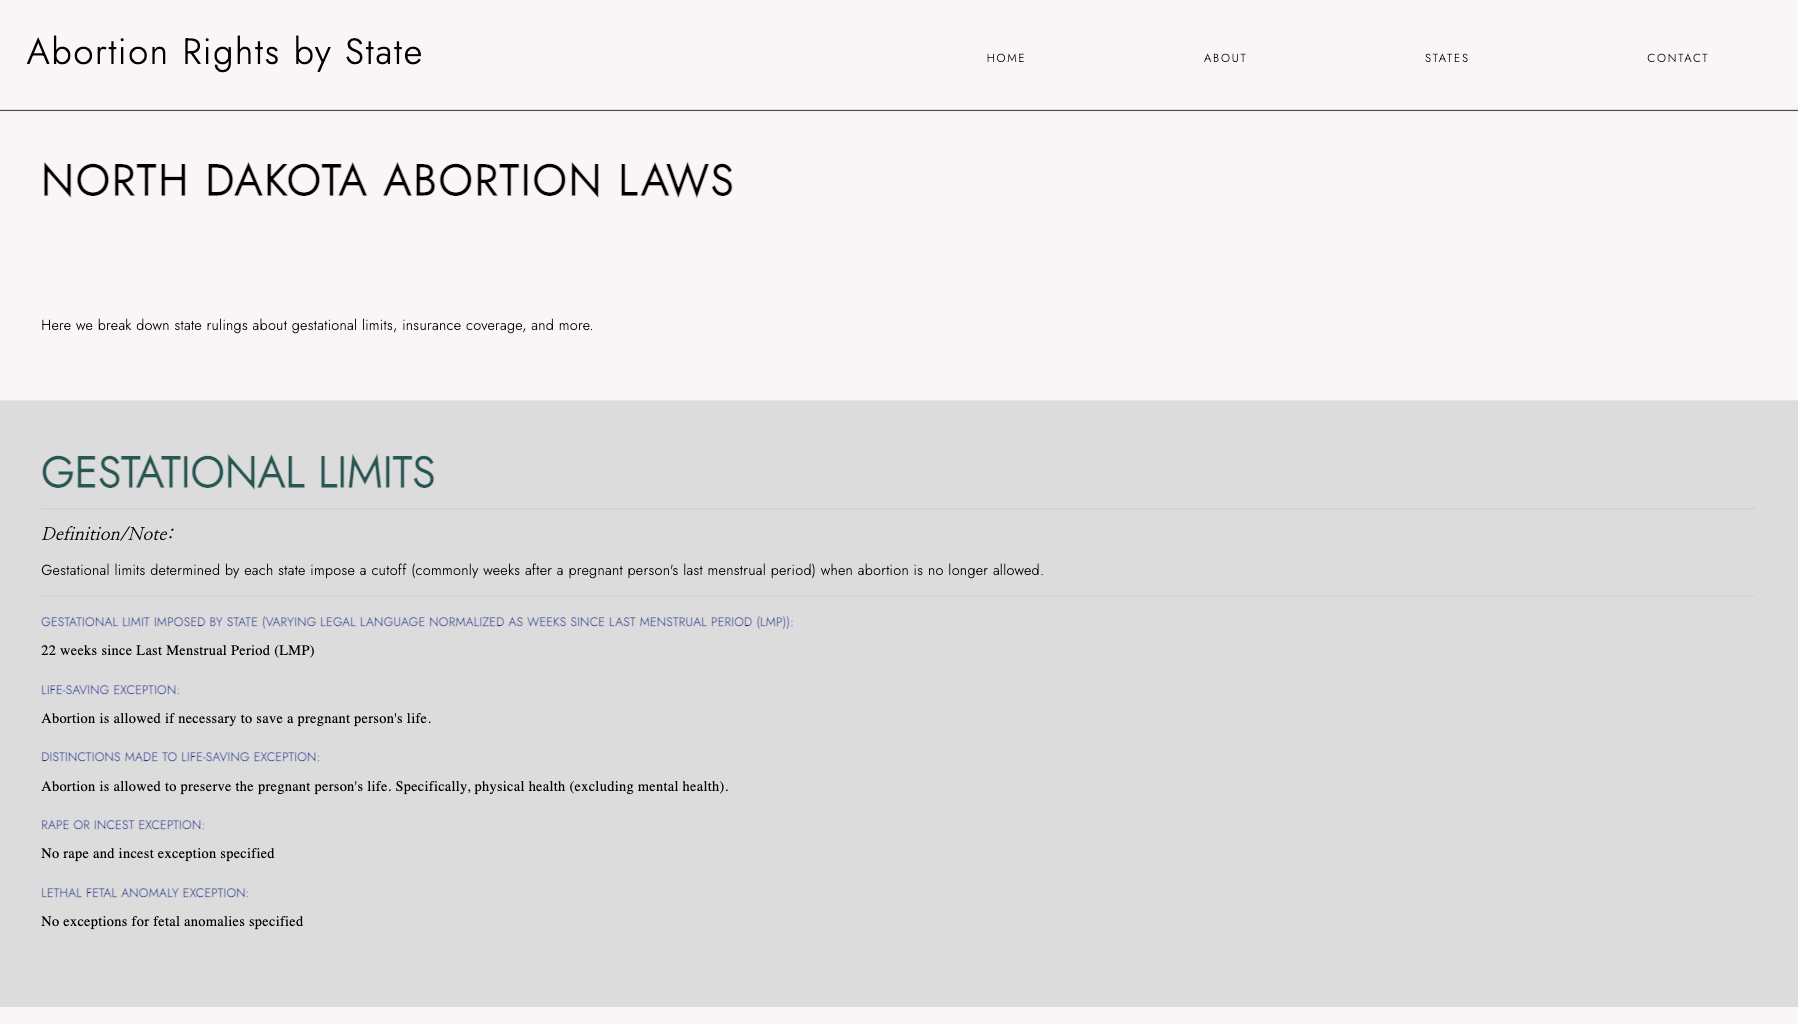 Abortion Rights by State
HOME
ABOUT
STATES
CONTACT
NORTH DAKOTA ABORTION LAWS
Here we break down state rulings about gestational limits, insurance coverage, and more.
GESTATIONAL LIMITS
Definition/Note:
Gestational limits determined by each state impose a cutoff (commonly weeks after a pregnant person's last menstrual period) when abortion is no longer allowed.
GESTATIONAL LIMIT IMPOSED BY STATE (VARYING LEGAL LANGUAGE NORMALIZED AS WEEKS SINCE LAST MENSTRUAL PERIOD (LMP)):
22 weeks since Last Menstrual Period (LMP)
LIFE-SAVING EXCEPTION:
Abortion is allowed if necessary to save a pregnant person's life.
DISTINCTIONS MADE TO LIFE-SAVING EXCEPTION:
Abortion is allowed to preserve the pregnant person's life. Specifically, physical health (excluding mental health).
RAPE OR INCEST EXCEPTION:
No rape and incest exception specified
LETHAL FETAL ANOMALY EXCEPTION:
No exceptions for fetal anomalies specified